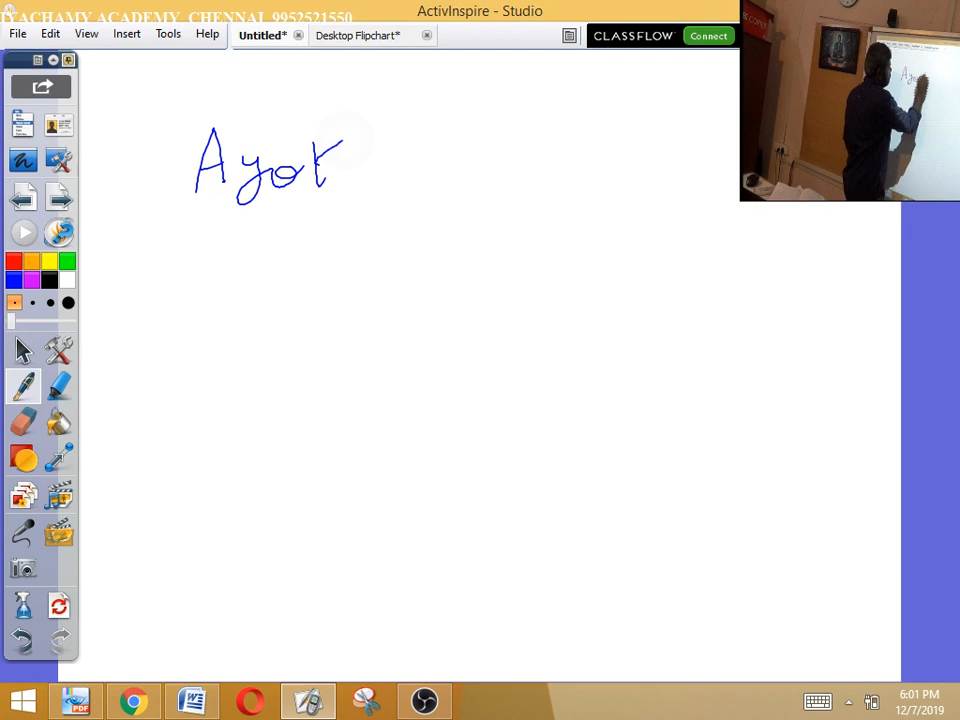 ActivInspire - Studio
YACHAMY ACADEMY, CHENNAI, 9952521550
File Edit View Insert Tools Help Untitled* Desktop Flipchart* CLASSFLOW Connect
Ayot
6:01 PM
12/7/2019